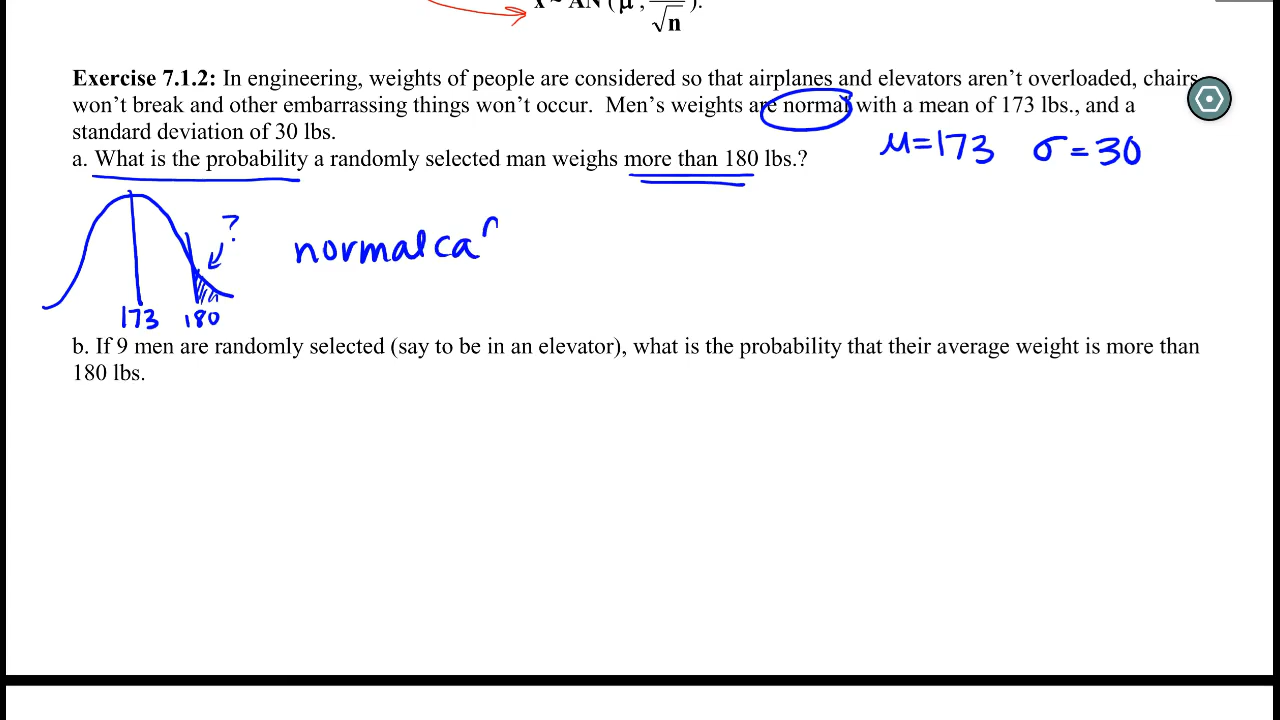 x ~ AN (μ, /√n ).
Exercise 7.1.2: In engineering, weights of people are considered so that airplanes and elevators aren’t overloaded, chairs
won’t break and other embarrassing things won’t occur.  Men’s weights are normal with a mean of 173 lbs., and a
standard deviation of 30 lbs.
μ=173 σ=30
a. What is the probability a randomly selected man weighs more than 180 lbs.?
?
normalca
173 180
b. If 9 men are randomly selected (say to be in an elevator), what is the probability that their average weight is more than
180 lbs.